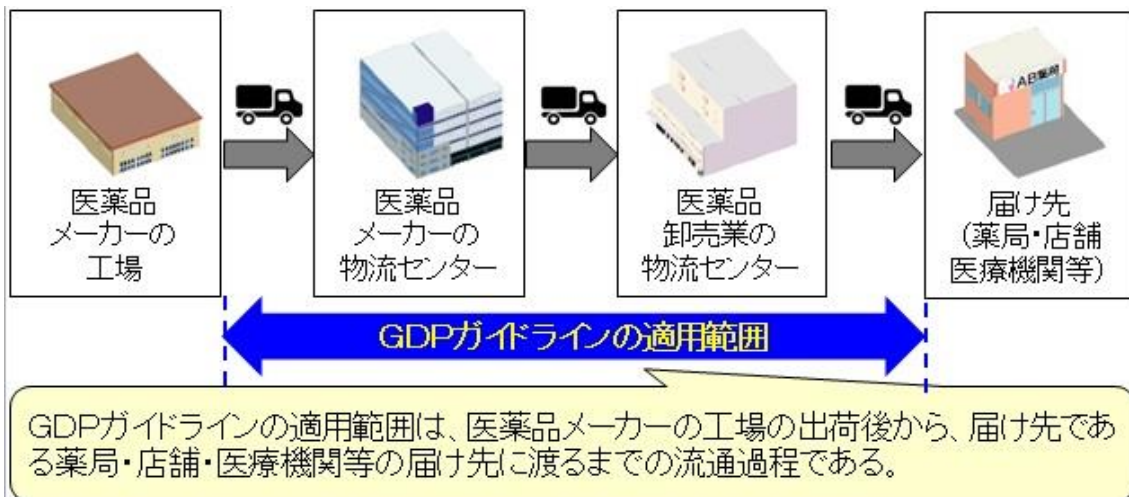 AB薬局
医薬品
メーカーの
工場
医薬品
メーカーの
物流センター
医薬品
卸売業の
物流センター
届け先
(薬局・店舗
医療機関等)
GDPガイドラインの適用範囲
GDPガイドラインの適用範囲は、医薬品メーカーの工場の出荷後から、届け先であ
る薬局・店舗・医療機関等の届け先に渡るまでの流通過程である。